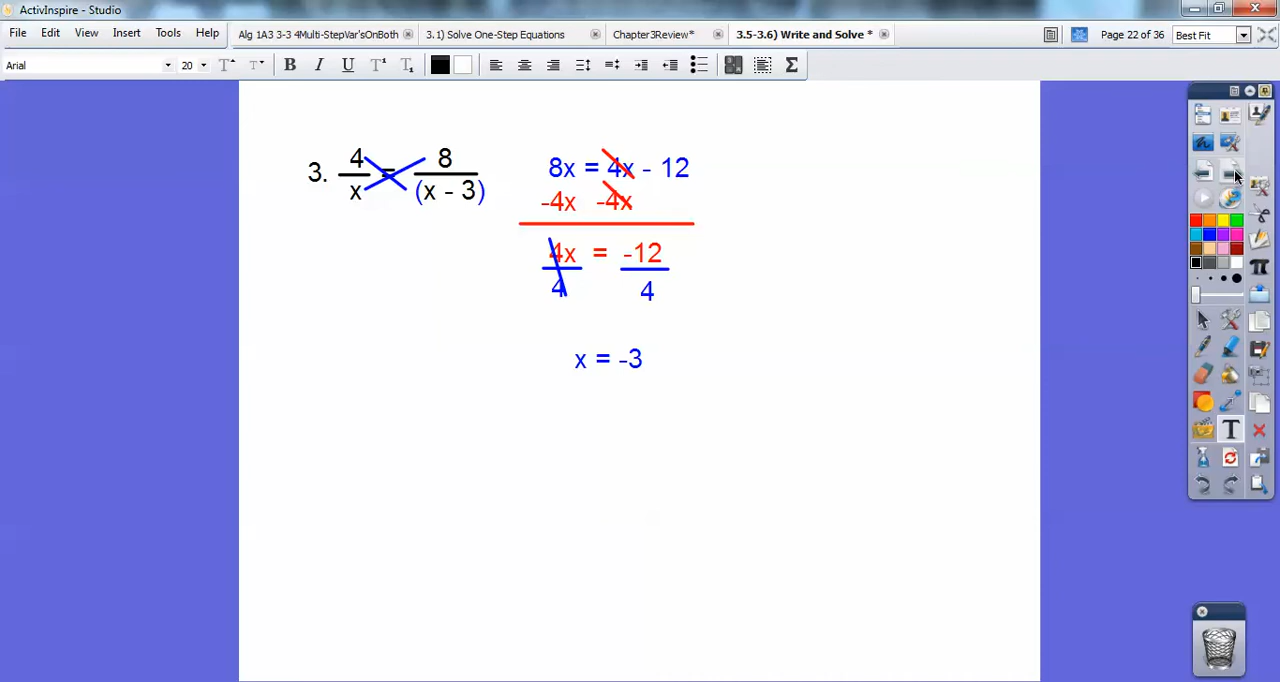 ActivInspire - Studio
File Edit View Insert Tools Help
Alg 1A3 3-3 4Multi-StepVar'sOnBoth
3.1) Solve One-Step Equations
Chapter3Review*
3.5-3.6) Write and Solve *
Page 22 of 36
Best Fit
Arial 20 B I U T T Σ
3. 4/x = 8/(x - 3)
8x = 4x - 12
-4x -4x
4x = -12
4 4
x = -3